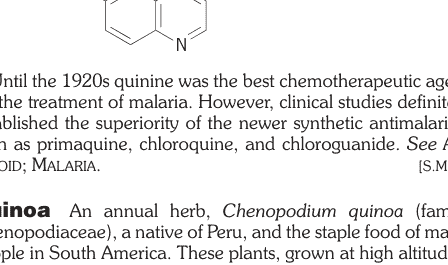 N
Until the 1920s quinine was the best chemotherapeutic age
the treatment of malaria. However, clinical studies definit
blished the superiority of the newer synthetic antimalari
n as primaquine, chloroquine, and chloroguanide. See A
OID; MALARIA. [S.M
uinoa An annual herb, Chenopodium quinoa (fam
enopodiaceae), a native of Peru, and the staple food of ma
ple in South America. These plants, grown at high altitud